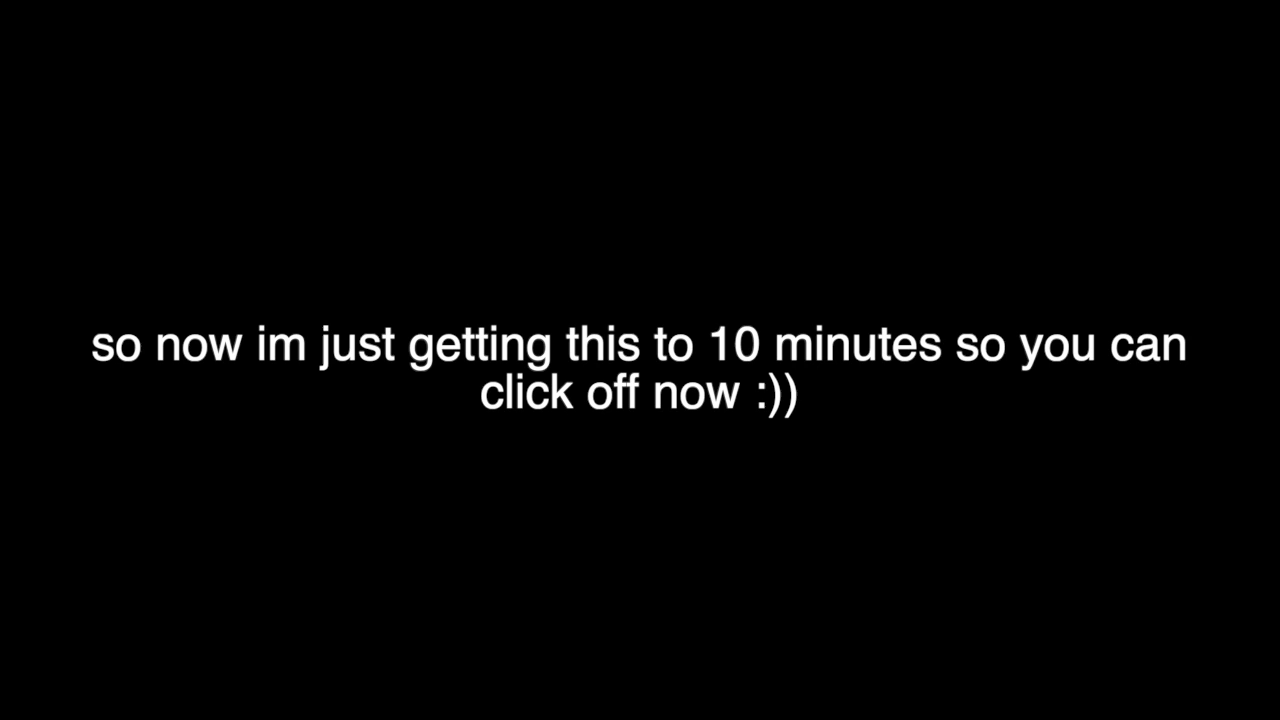 so now im just getting this to 10 minutes so you can
click off now :))